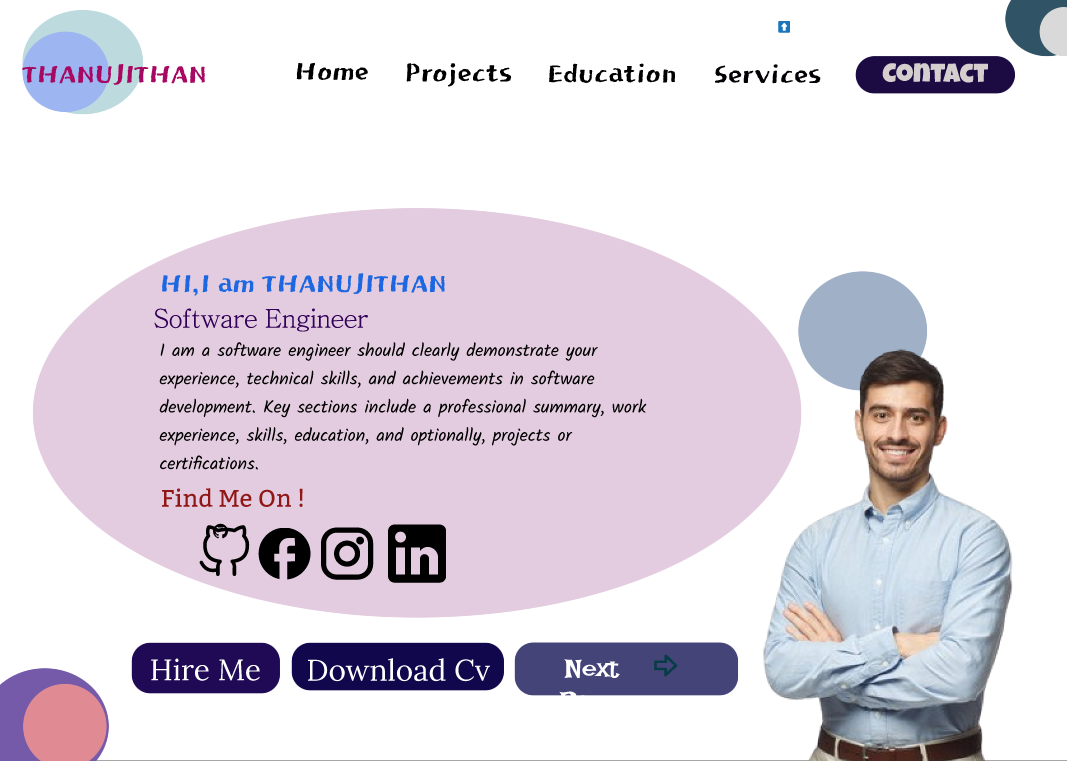 THANUJITHAN
Home
Projects
Education
Services
CONTACT
HI,I am THANUJITHAN
Software Engineer
I am a software engineer should clearly demonstrate your
experience, technical skills, and achievements in software
development. Key sections include a professional summary, work
experience, skills, education, and optionally, projects or
certifications.
Find Me On !
Hire Me
Download Cv
Next